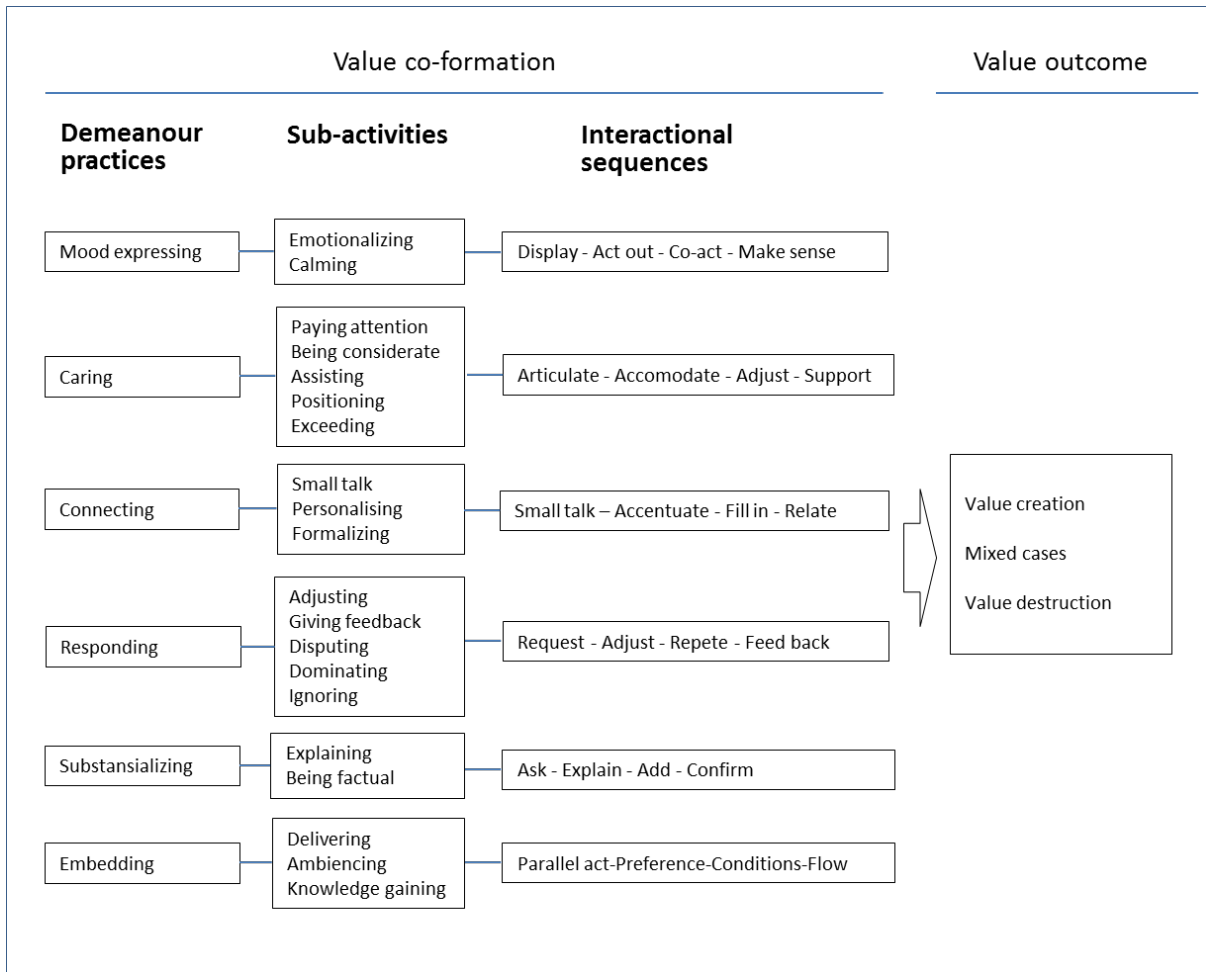 Value co-formation
Value outcome
Demeanour
practices
Sub-activities
Interactional
sequences
Mood expressing
Emotionalizing
Calming
Display - Act out - Co-act - Make sense
Caring
Paying attention
Being considerate
Assisting
Positioning
Exceeding
Articulate - Accomodate - Adjust - Support
Connecting
Small talk
Personalising
Formalizing
Small talk – Accentuate - Fill in - Relate
Responding
Adjusting
Giving feedback
Disputing
Dominating
Ignoring
Request - Adjust - Repete - Feed back
Substansializing
Explaining
Being factual
Ask - Explain - Add - Confirm
Embedding
Delivering
Ambiencing
Knowledge gaining
Parallel act-Preference-Conditions-Flow
Value creation
Mixed cases
Value destruction